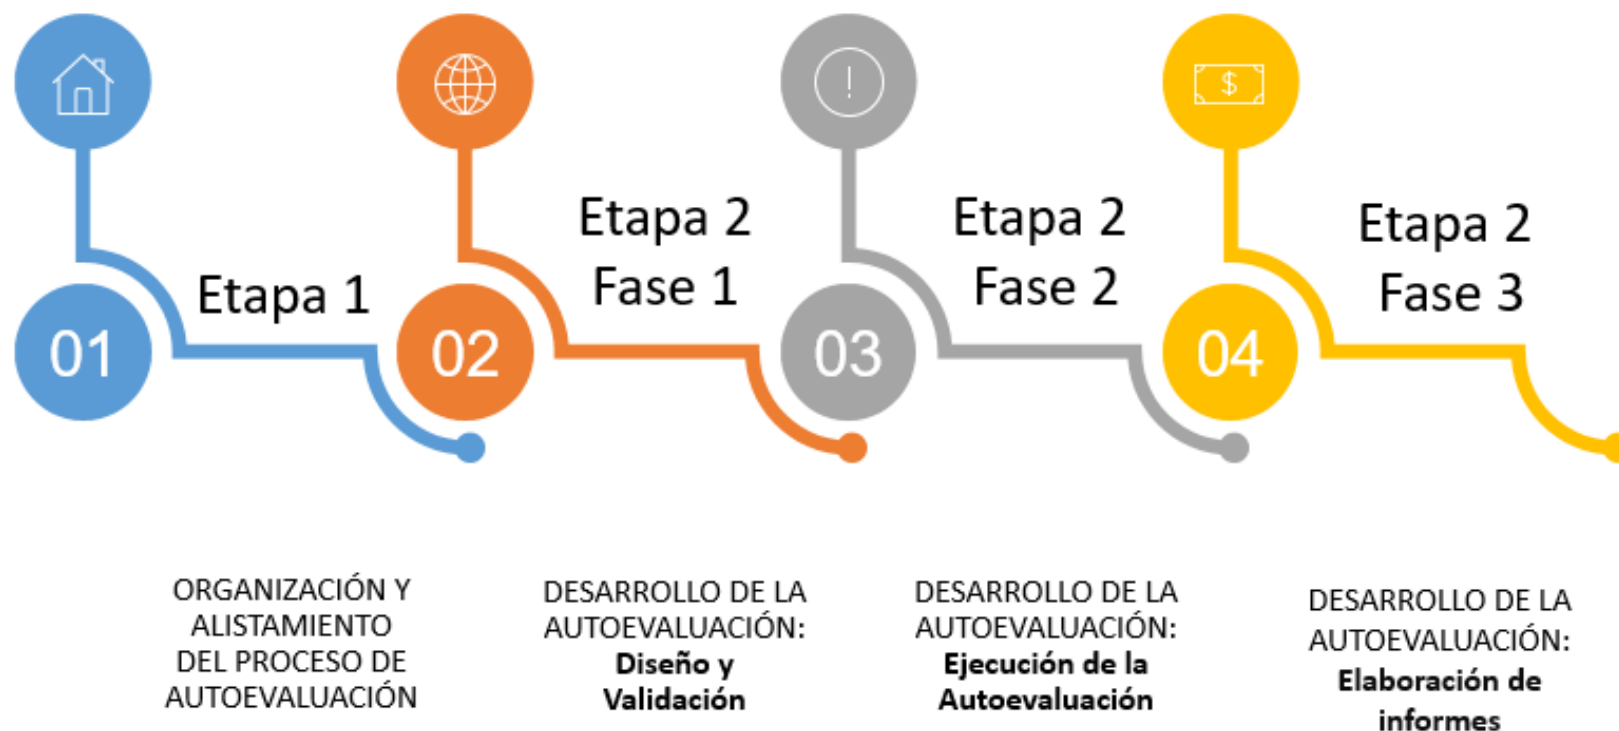 $
Etapa 1
Etapa 2
Fase 1
Etapa 2
Fase 2
Etapa 2
Fase 3
01
02
03
04
ORGANIZACIÓN Y
ALISTAMIENTO
DEL PROCESO DE
AUTOEVALUACIÓN
DESARROLLO DE LA
AUTOEVALUACIÓN:
Diseño y
Validación
DESARROLLO DE LA
AUTOEVALUACIÓN:
Ejecución de la
Autoevaluación
DESARROLLO DE LA
AUTOEVALUACIÓN:
Elaboración de
informes